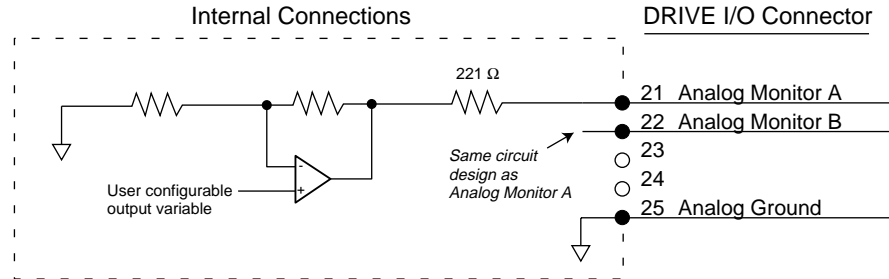 Internal Connections
DRIVE I/O Connector
221 Ω
21 Analog Monitor A
22 Analog Monitor B
23
24
25 Analog Ground
Same circuit
design as
Analog Monitor A
-
+
User configurable
output variable